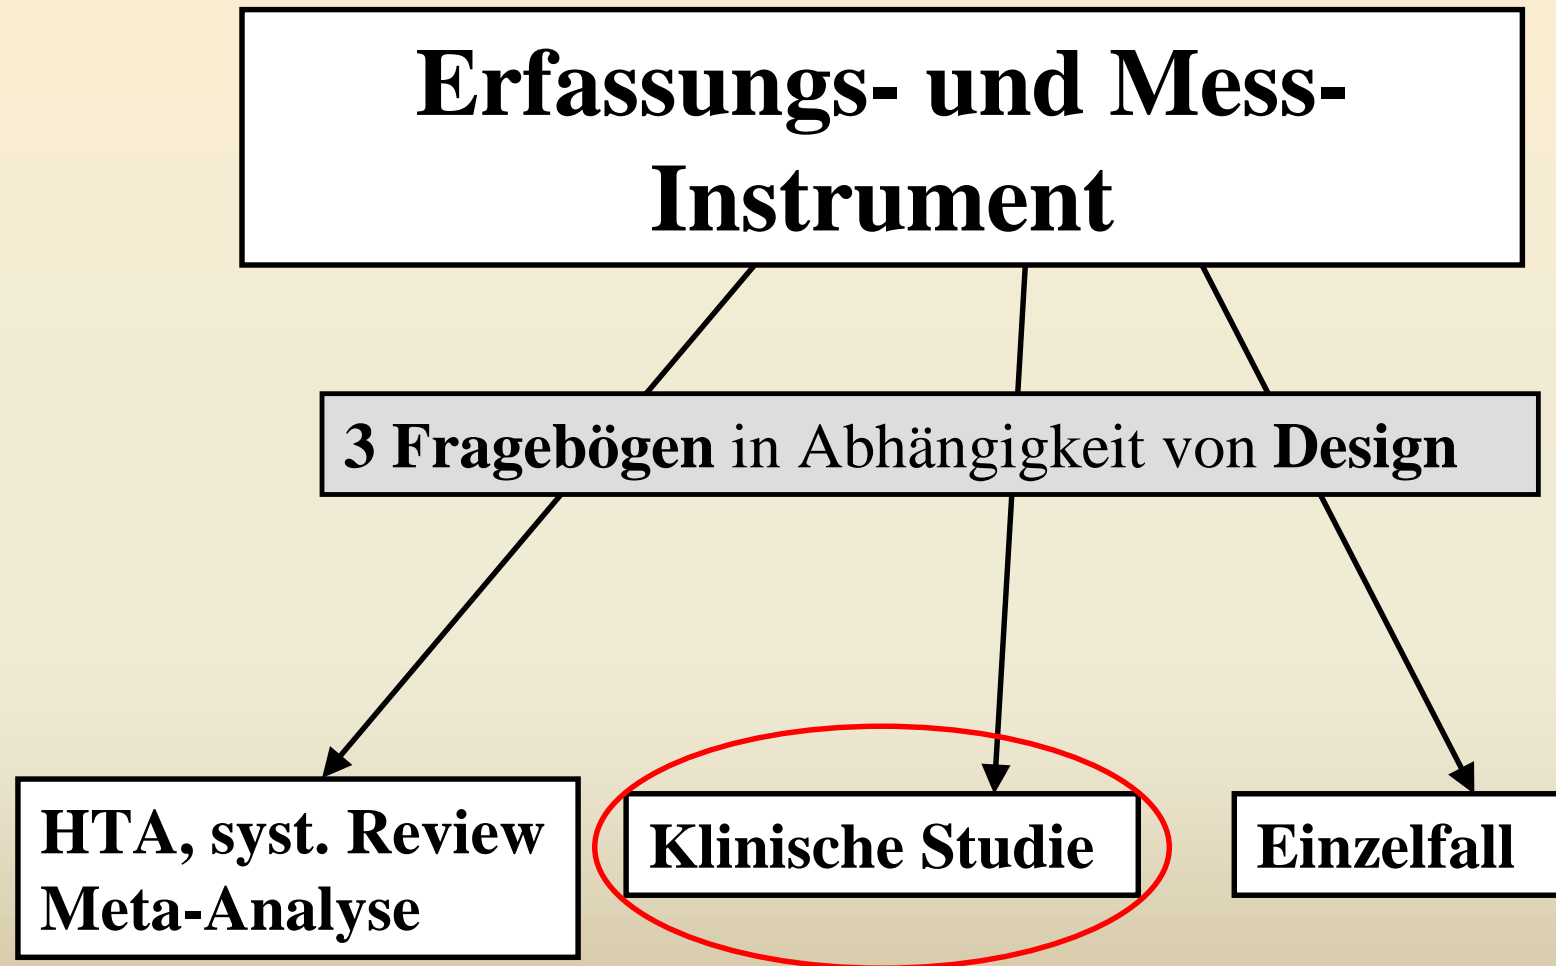 Erfassungs- und Mess-
Instrument
3 Fragebögen in Abhängigkeit von Design
HTA, syst. Review
Meta-Analyse
Klinische Studie
Einzelfall